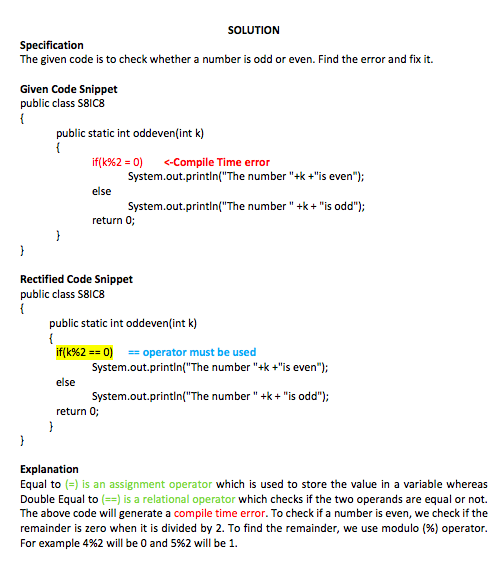 SOLUTION
Specification
The given code is to check whether a number is odd or even. Find the error and fix it.
Given Code Snippet
public class S8IC8
{
public static int oddeven(int k)
{
if(k%2 = 0) <-Compile Time error
System.out.println("The number "+k +"is even");
else
System.out.println("The number " +k + "is odd");
return 0;
}
}
Rectified Code Snippet
public class S8IC8
{
public static int oddeven(int k)
{
if(k%2 == 0) == operator must be used
System.out.println("The number "+k +"is even");
else
System.out.println("The number " +k + "is odd");
return 0;
}
}
Explanation
Equal to (=) is an assignment operator which is used to store the value in a variable whereas
Double Equal to (==) is a relational operator which checks if the two operands are equal or not.
The above code will generate a compile time error. To check if a number is even, we check if the
remainder is zero when it is divided by 2. To find the remainder, we use modulo (%) operator.
For example 4%2 will be 0 and 5%2 will be 1.